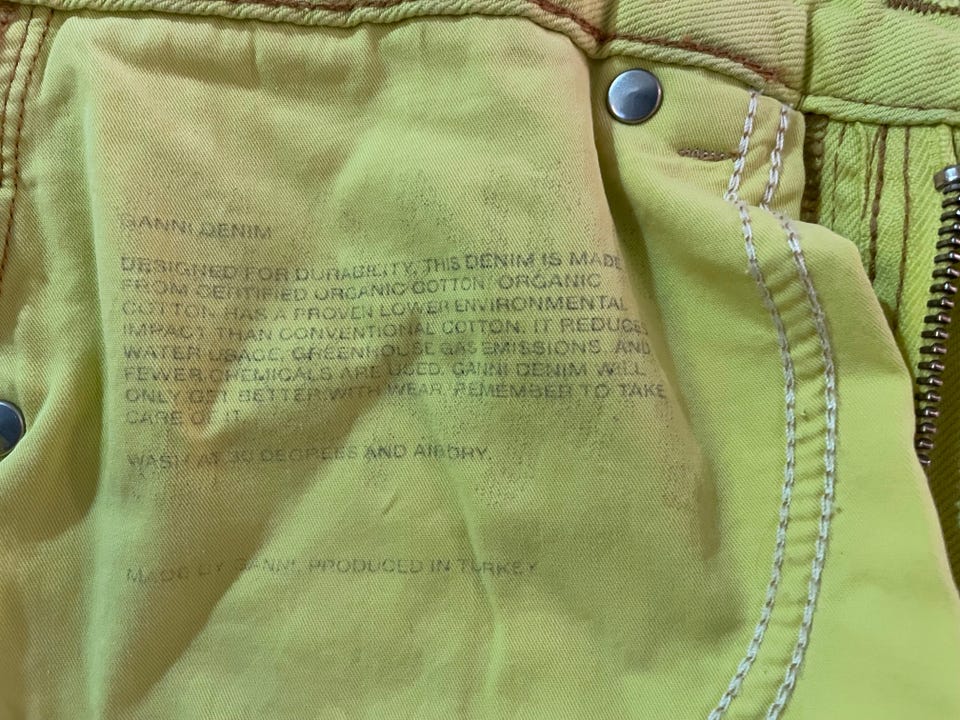 GANNI DENIM
DESIGNED FOR DURABILITY, THIS DENIM IS MADE
FROM CERTIFIED ORGANIC COTTON. ORGANIC
COTTON HAS A PROVEN LOWER ENVIRONMENTAL
IMPACT THAN CONVENTIONAL COTTON. IT REDUCES
WATER USAGE, GREENHOUSE GAS EMISSIONS, AND
FEWER CHEMICALS ARE USED. GANNI DENIM WILL
ONLY GET BETTER WITH WEAR. REMEMBER TO TAKE
CARE OF IT.
WASH AT 30 DEGREES AND AIRDRY.
MADE BY GANNI. PRODUCED IN TURKEY